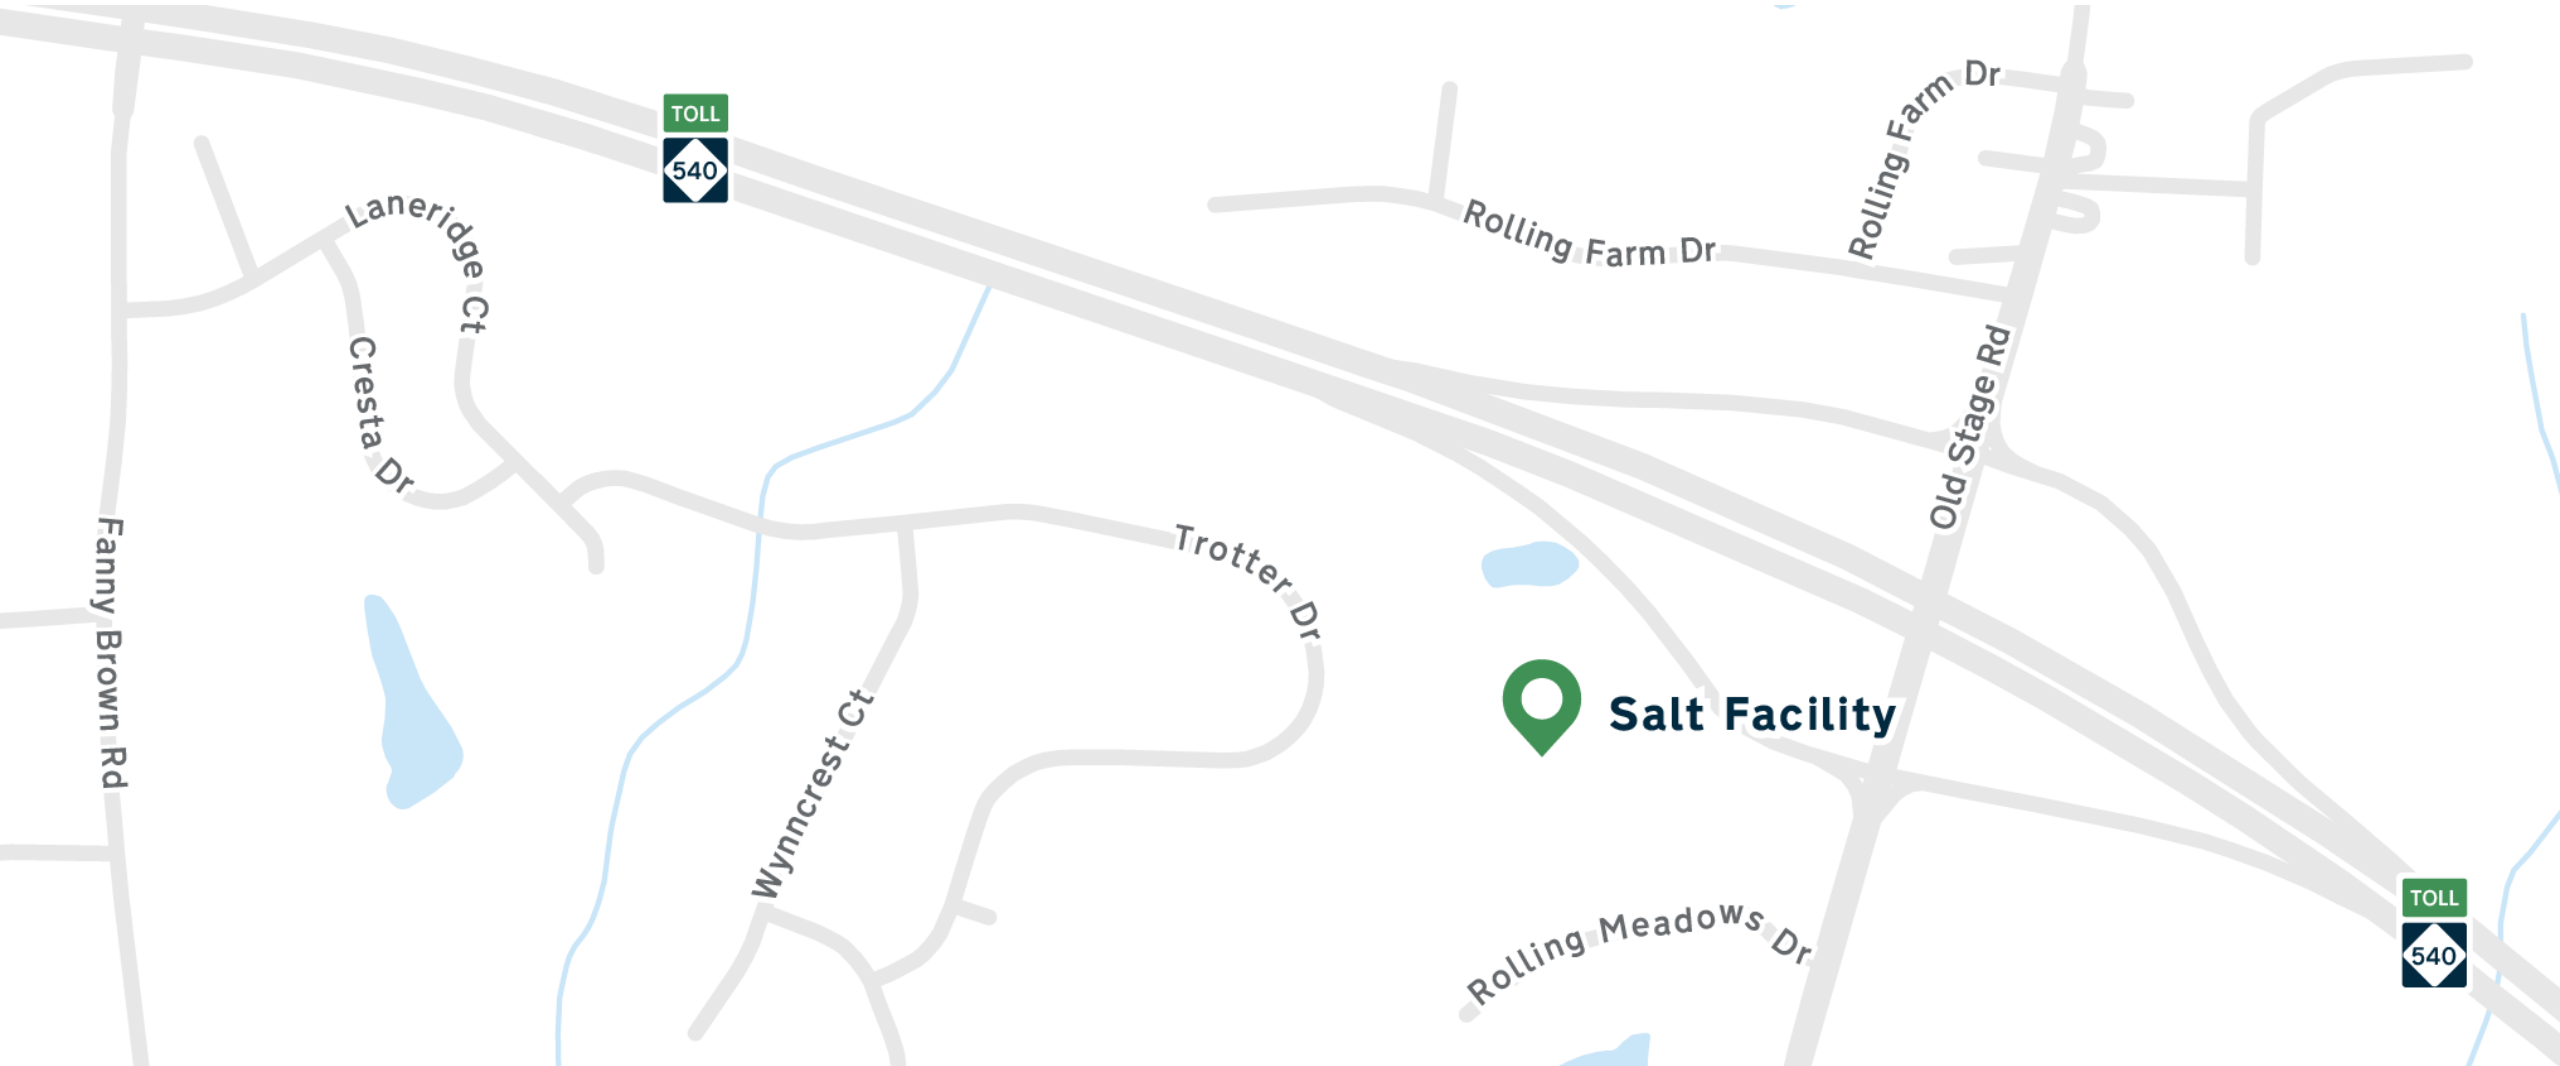 TOLL
540
Rolling Farm Dr
Rolling Farm Dr
Laneridge Ct
Cresta Dr
Old Stage Rd
Fanny Brown Rd
Trotter Dr
Wynncrest Ct
Salt Facility
Rolling Meadows Dr
TOLL
540